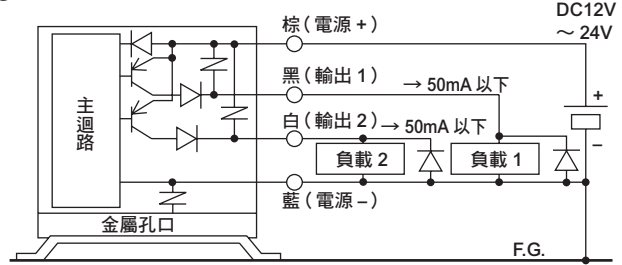 DC12V
～ 24V
棕（電源 +）
黑（輸出 1）
→ 50mA 以下
白（輸出 2）
→ 50mA 以下
主迴路
負載 2
負載 1
+
−
藍（電源 –）
金屬孔口
F.G.